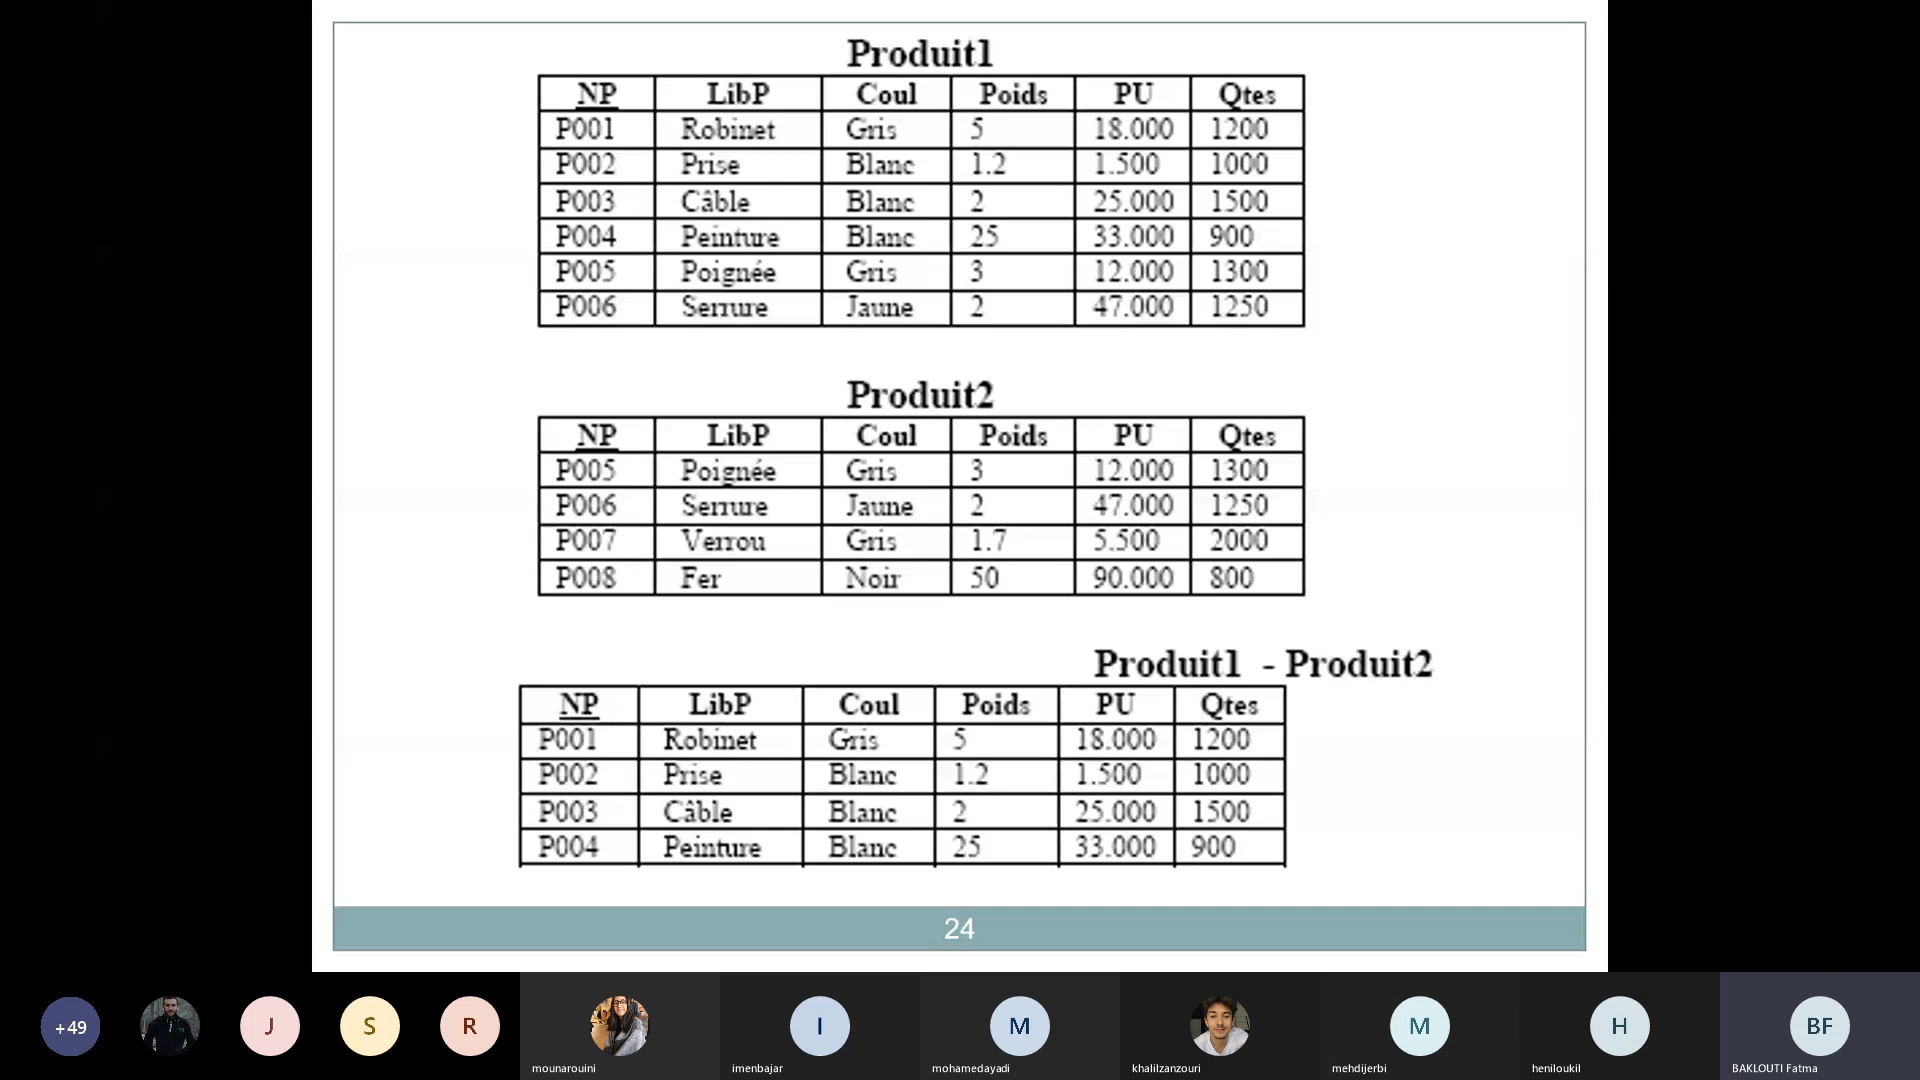 Produit1
NP LibP Coul Poids PU Qtes
P001 Robinet Gris 5 18.000 1200
P002 Prise Blanc 1.2 1.500 1000
P003 Câble Blanc 2 25.000 1500
P004 Peinture Blanc 25 33.000 900
P005 Poignée Gris 3 12.000 1300
P006 Serrure Jaune 2 47.000 1250
Produit2
NP LibP Coul Poids PU Qtes
P005 Poignée Gris 3 12.000 1300
P006 Serrure Jaune 2 47.000 1250
P007 Verrou Gris 1.7 5.500 2000
P008 Fer Noir 50 90.000 800
Produit1 - Produit2
NP LibP Coul Poids PU Qtes
P001 Robinet Gris 5 18.000 1200
P002 Prise Blanc 1.2 1.500 1000
P003 Câble Blanc 2 25.000 1500
P004 Peinture Blanc 25 33.000 900
24
+49 J S R I M M H BF
mounarouini imenbajar mohamedayadi khalilzanzouri mehdijerbi heniloukil BAKLOUTI Fatma